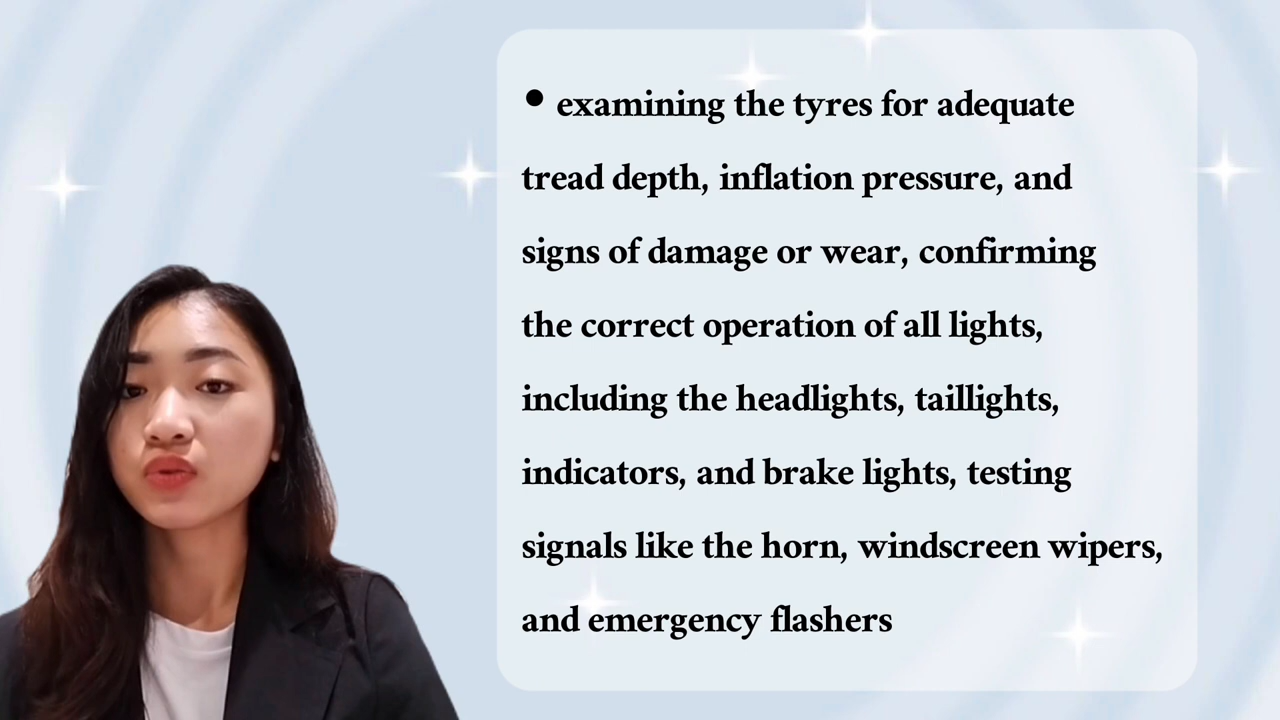 • examining the tyres for adequate
tread depth, inflation pressure, and
signs of damage or wear, confirming
the correct operation of all lights,
including the headlights, taillights,
indicators, and brake lights, testing
signals like the horn, windscreen wipers,
and emergency flashers